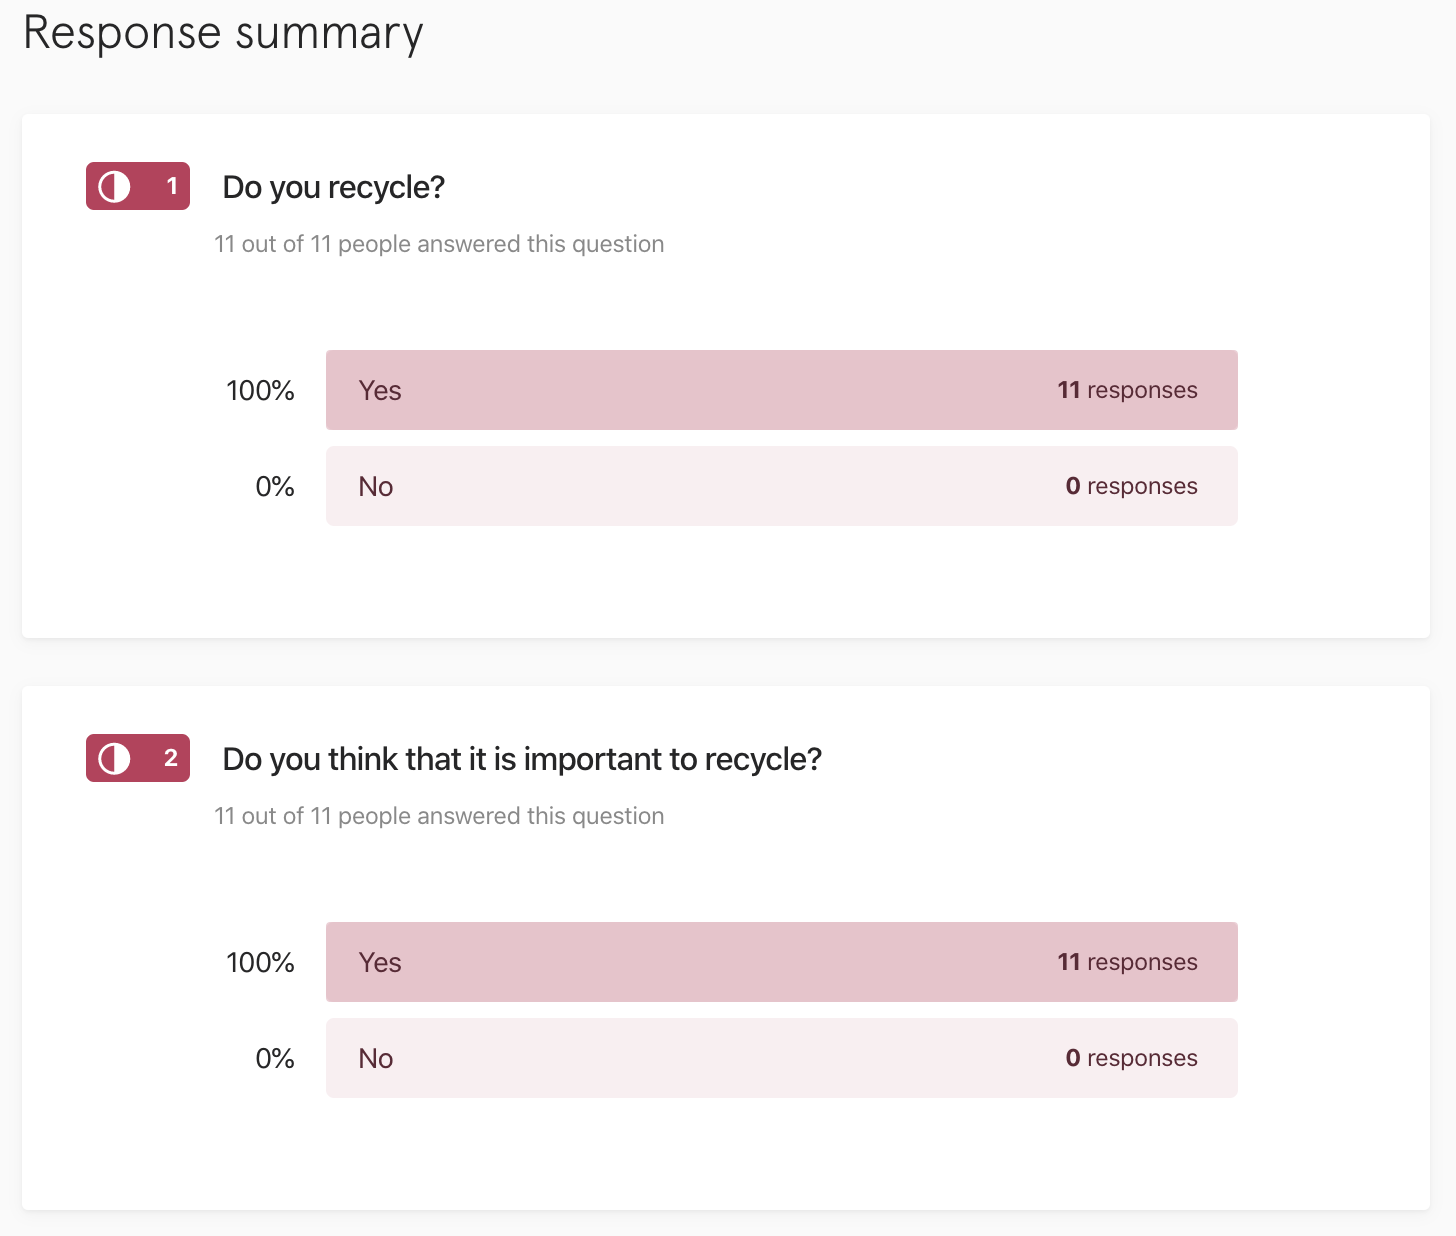 Response summary
1 Do you recycle?
11 out of 11 people answered this question
100% Yes 11 responses
0% No 0 responses
2 Do you think that it is important to recycle?
11 out of 11 people answered this question
100% Yes 11 responses
0% No 0 responses